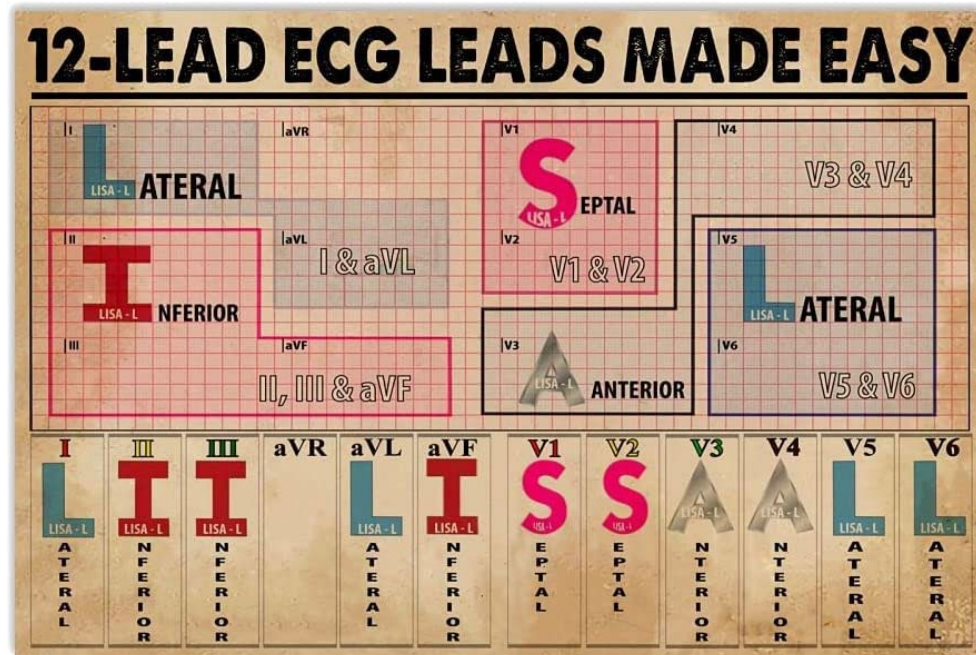 12-LEAD ECG LEADS MADE EASY
I
LISA - L
LATERAL
aVR
V1
LISA - L
SEPTAL
V4
V3 & V4
II
LISA - L
INFERIOR
aVL
I & aVL
V2
V1 & V2
V5
LISA - L
LATERAL
III
aVF
II, III & aVF
V3
LISA - L
A ANTERIOR
V6
V5 & V6
I II III aVR aVL aVF V1 V2 V3 V4 V5 V6
LISA - L LISA - L LISA - L LISA - L LISA - L LISA - L LISA - L LISA - L LISA - L LISA - L LISA - L
LATERAL
INFERIOR
INFERIOR
LATERAL
INFERIOR
SEPTAL
SEPTAL
ANTERIOR
ANTERIOR
LATERAL
LATERAL